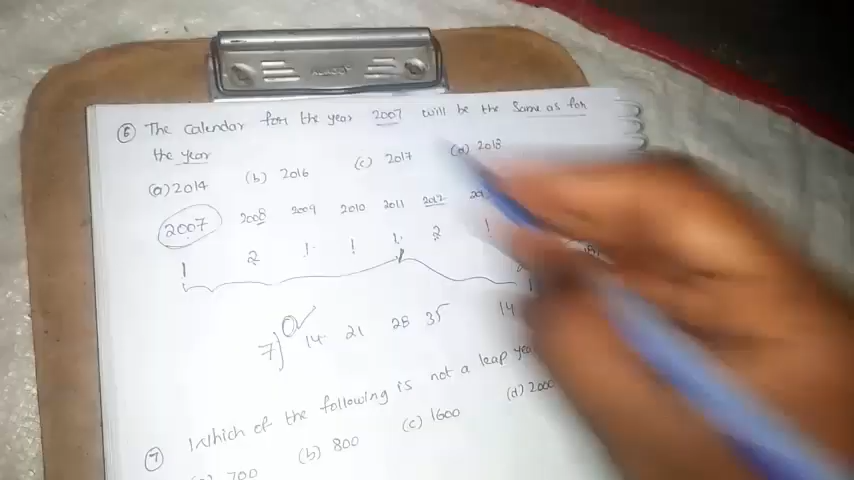 6 The Calendar for the year 2007 will be the Same as for
the year
(a) 2014 (b) 2016 (c) 2017 (d) 2018
2007 2008 2009 2010 2011 2012
1 2 1 1 1 2 1
7) 0 14 21 28 35 14
7 Which of the following is not a leap
700 (b) 800 (c) 1600 (d) 2000